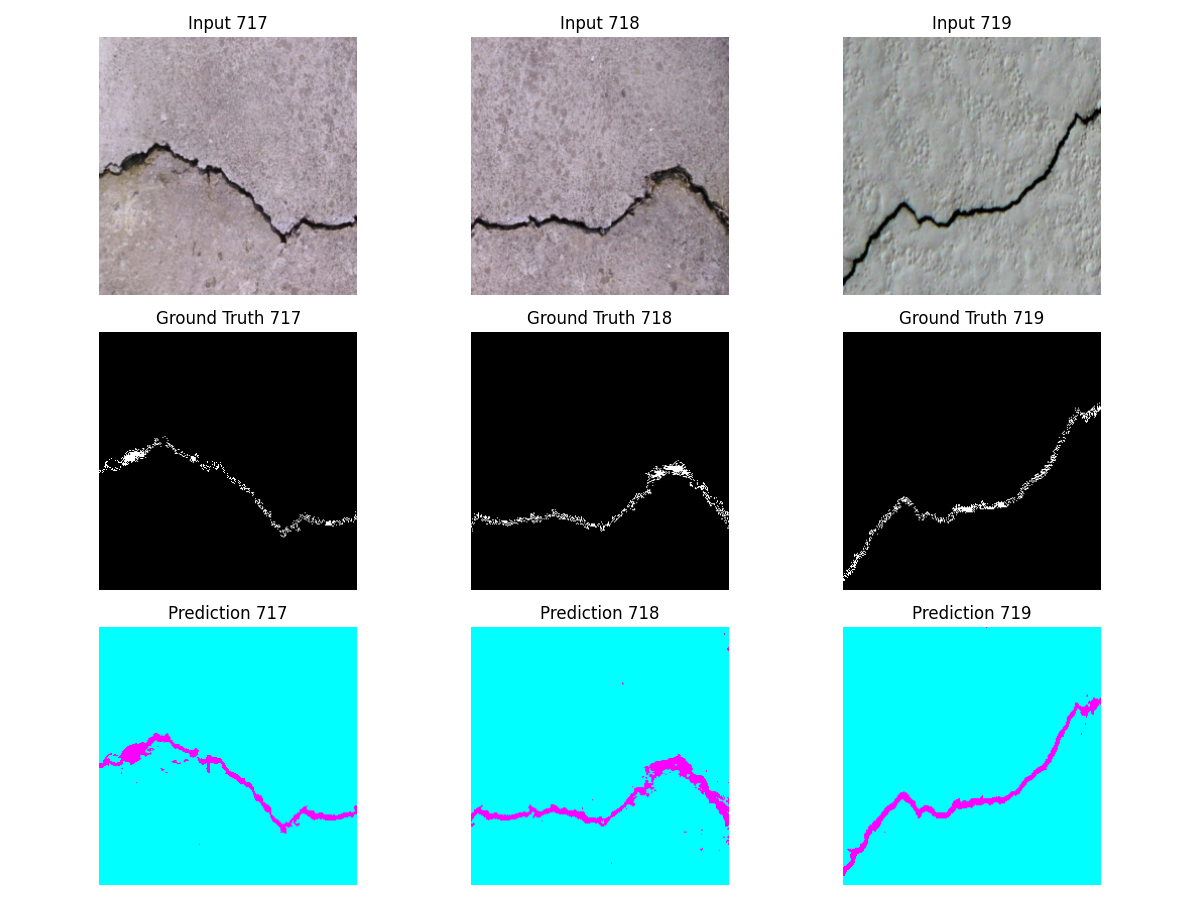 Input 717
Input 718
Input 719
Ground Truth 717
Ground Truth 718
Ground Truth 719
Prediction 717
Prediction 718
Prediction 719